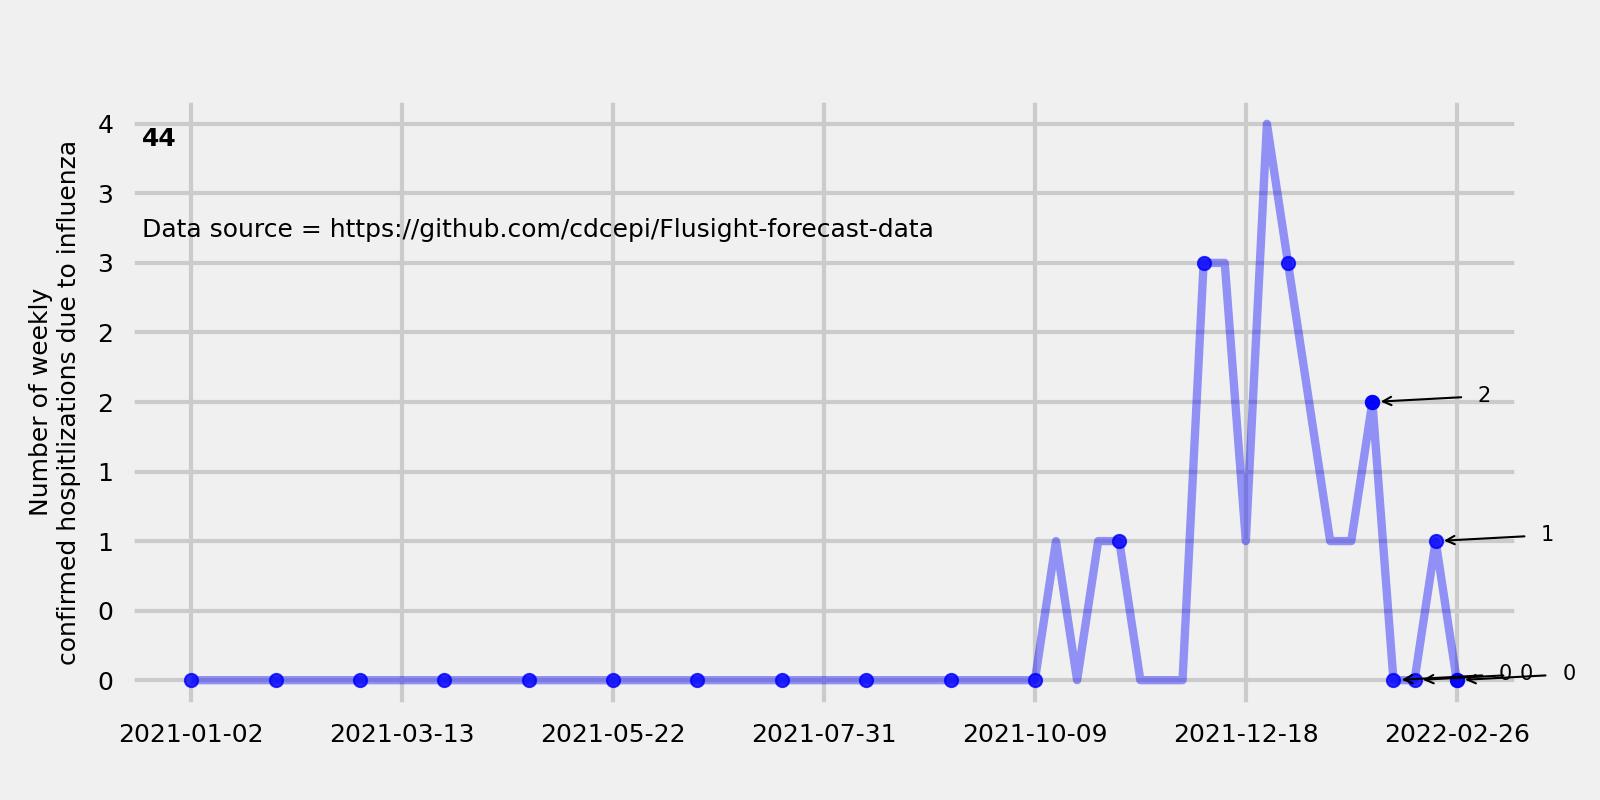 4
44
3
Data source = https://github.com/cdcepi/Flusight-forecast-data
3
2
2
2
1
1
1
0
0
0 0 0
Number of weekly
confirmed hospitlizations due to influenza
2021-01-02 2021-03-13 2021-05-22 2021-07-31 2021-10-09 2021-12-18 2022-02-26